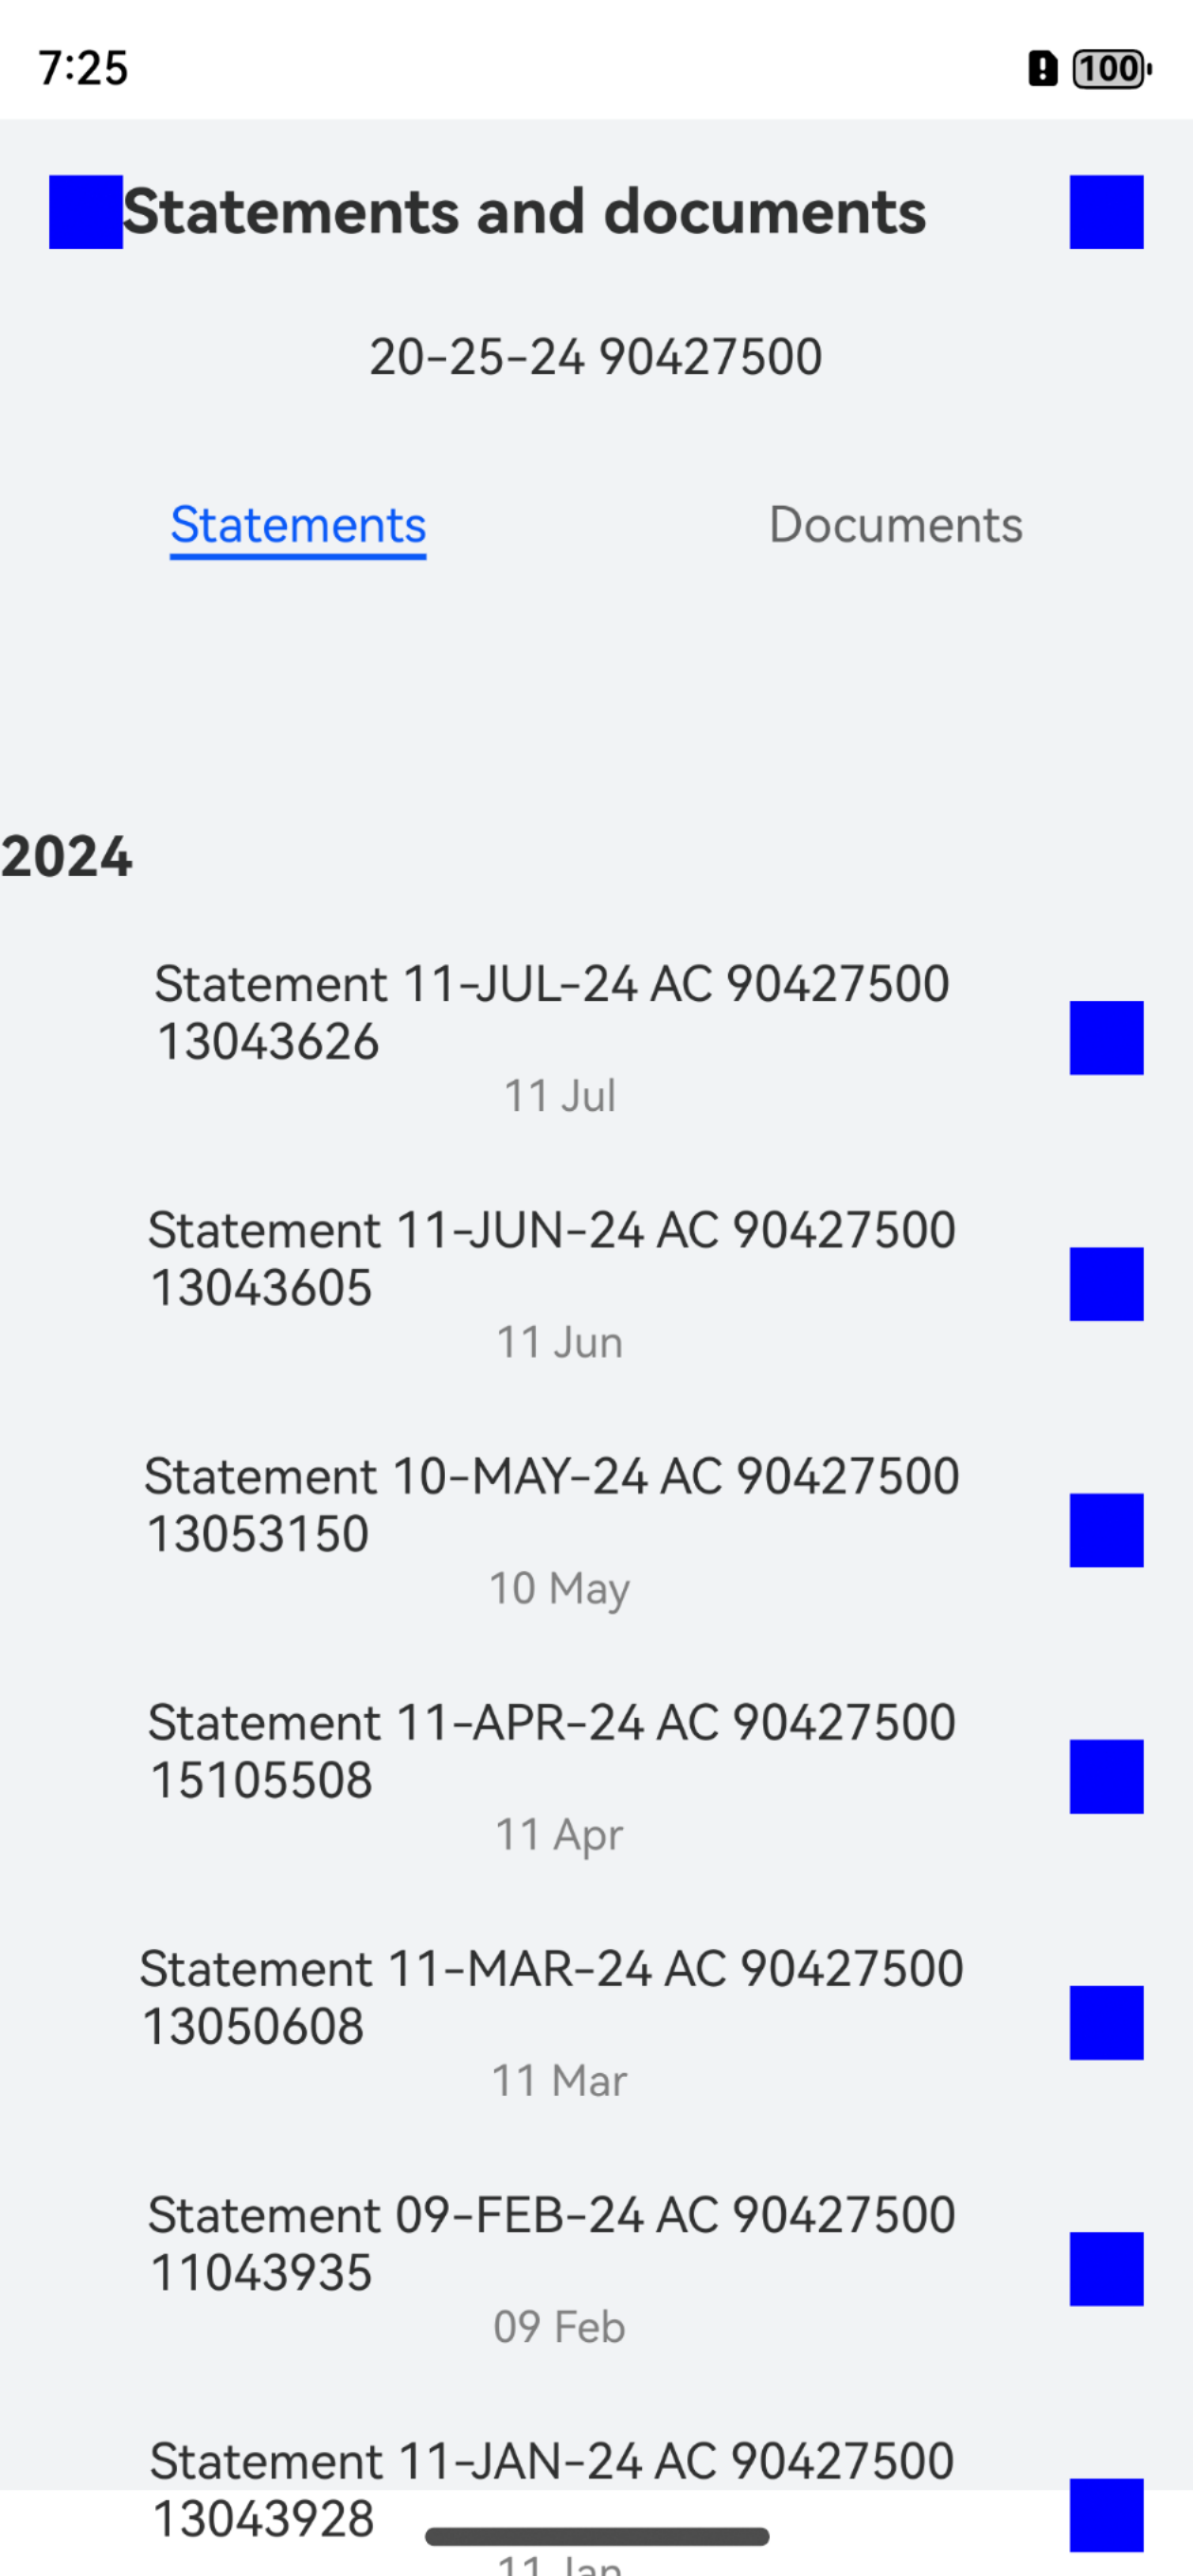 7:25
100
Statements and documents
20-25-24 90427500
Statements
Documents
2024
Statement 11-JUL-24 AC 90427500
13043626
11 Jul
Statement 11-JUN-24 AC 90427500
13043605
11 Jun
Statement 10-MAY-24 AC 90427500
13053150
10 May
Statement 11-APR-24 AC 90427500
15105508
11 Apr
Statement 11-MAR-24 AC 90427500
13050608
11 Mar
Statement 09-FEB-24 AC 90427500
11043935
09 Feb
Statement 11-JAN-24 AC 90427500
13043928
11 Jan